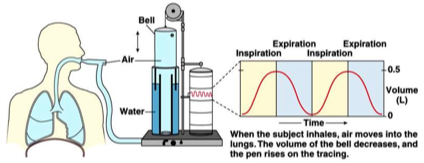 Bell
Air
Water
Expiration Expiration
Inspiration Inspiration
0.5
Volume
(L)
0
Time
When the subject inhales, air moves into the
lungs. The volume of the bell decreases, and
the pen rises on the tracing.